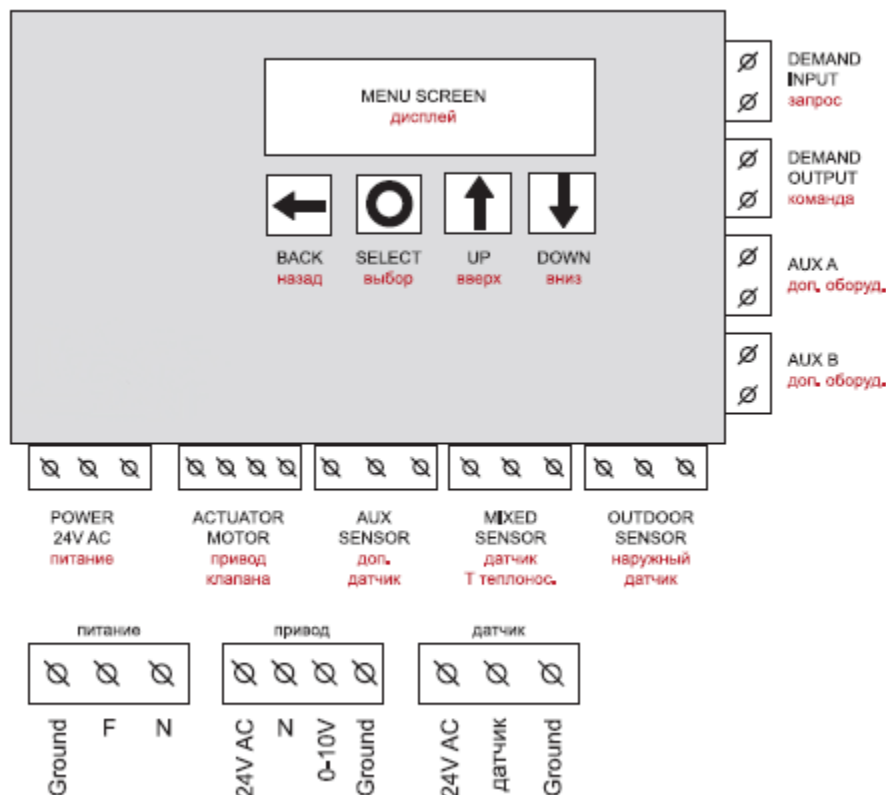 MENU SCREEN
дисплей
BACK
назад
SELECT
выбор
UP
вверх
DOWN
вниз
DEMAND
INPUT
запрос
DEMAND
OUTPUT
команда
AUX A
доп. оборуд.
AUX B
доп. оборуд.
POWER
24V AC
питание
ACTUATOR
MOTOR
привод
клапана
AUX
SENSOR
доп.
датчик
MIXED
SENSOR
датчик
Т теплонос.
OUTDOOR
SENSOR
наружный
датчик
питание
Ground
F
N
привод
24V AC
N
0-10V
Ground
датчик
24V AC
датчик
Ground